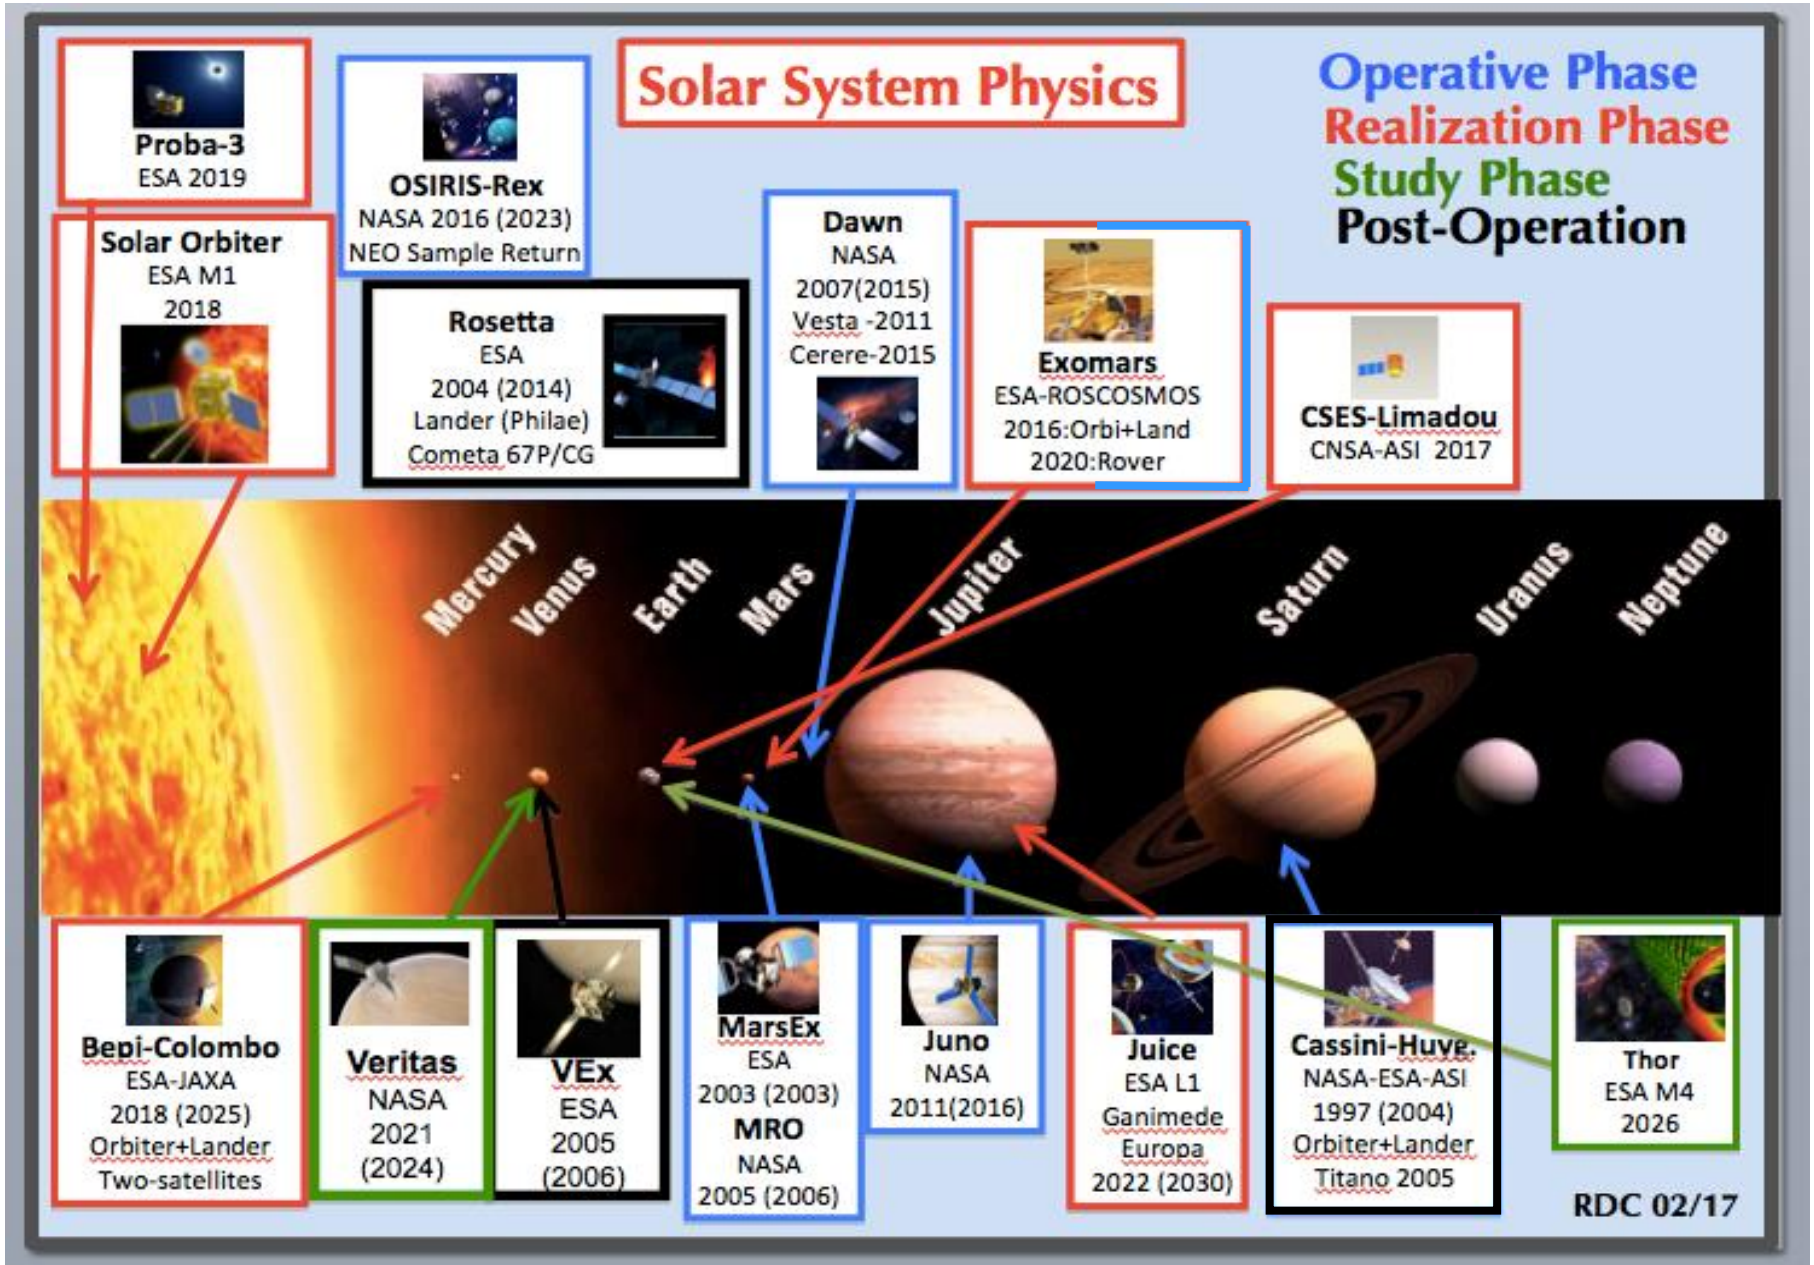 Solar System Physics
Operative Phase
Realization Phase
Study Phase
Post-Operation
Proba-3
ESA 2019
Solar Orbiter
ESA M1
2018
OSIRIS-Rex
NASA 2016 (2023)
NEO Sample Return
Rosetta
ESA
2004 (2014)
Lander (Philae)
Cometa 67P/CG
Dawn
NASA
2007(2015)
Vesta -2011
Cerere-2015
Exomars
ESA-ROSCOSMOS
2016:Orbi+Land
2020:Rover
CSES-Limadou
CNSA-ASI 2017
Mercury
Venus
Earth
Mars
Jupiter
Saturn
Uranus
Neptune
Bepi-Colombo
ESA-JAXA
2018 (2025)
Orbiter+Lander
Two-satellites
Veritas
NASA
2021
(2024)
VEx
ESA
2005
(2006)
MarsEx
ESA
2003 (2003)
MRO
NASA
2005 (2006)
Juno
NASA
2011(2016)
Juice
ESA L1
Ganimede
Europa
2022 (2030)
Cassini-Huve.
NASA-ESA-ASI
1997 (2004)
Orbiter+Lander
Titano 2005
Thor
ESA M4
2026
RDC 02/17